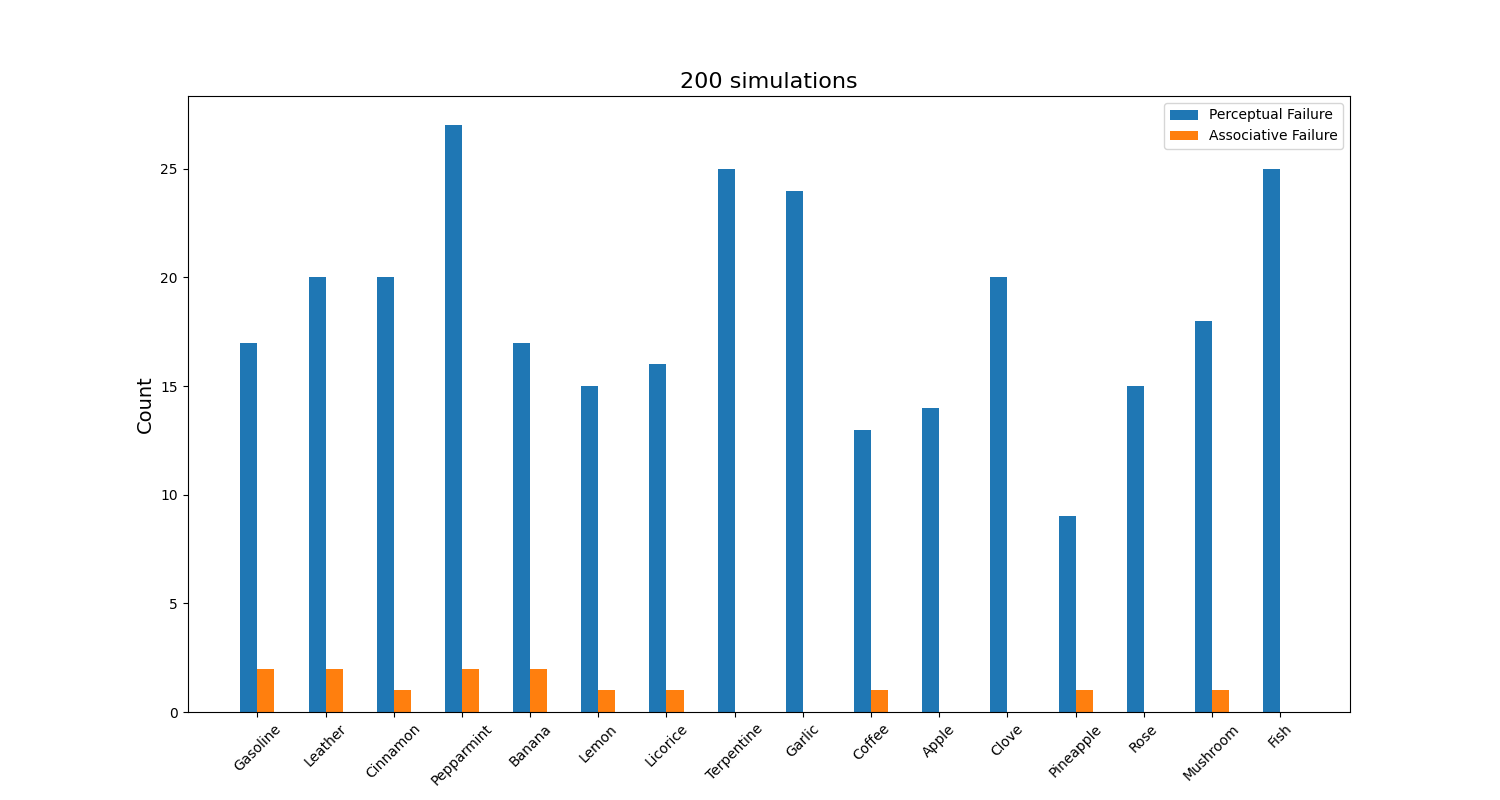 200 simulations
Perceptual Failure
Associative Failure
Count
25
20
15
10
5
0
Gasoline
Leather
Cinnamon
Pepparmint
Banana
Lemon
Licorice
Terpentine
Garlic
Coffee
Apple
Clove
Pineapple
Rose
Mushroom
Fish